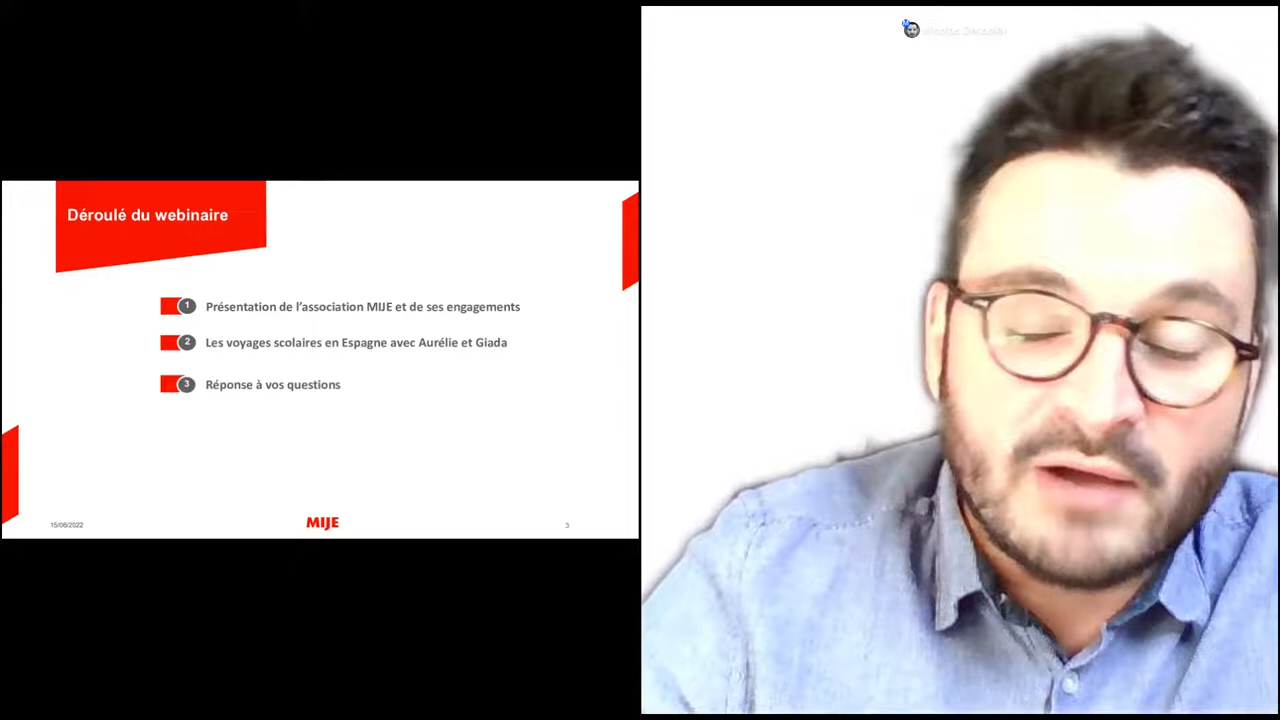 Déroulé du webinaire
1 Présentation de l'association MIJE et de ses engagements
2 Les voyages scolaires en Espagne avec Aurélie et Giada
3 Réponse à vos questions
15/06/2022
MIJE
3